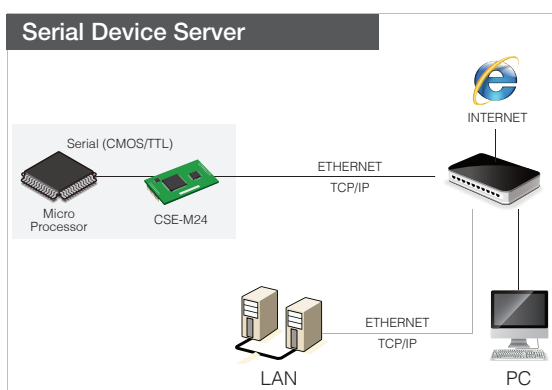 Serial Device Server
INTERNET
Serial (CMOS/TTL)
ETHERNET
TCP/IP
Micro
Processor
CSE-M24
ETHERNET
TCP/IP
LAN
PC